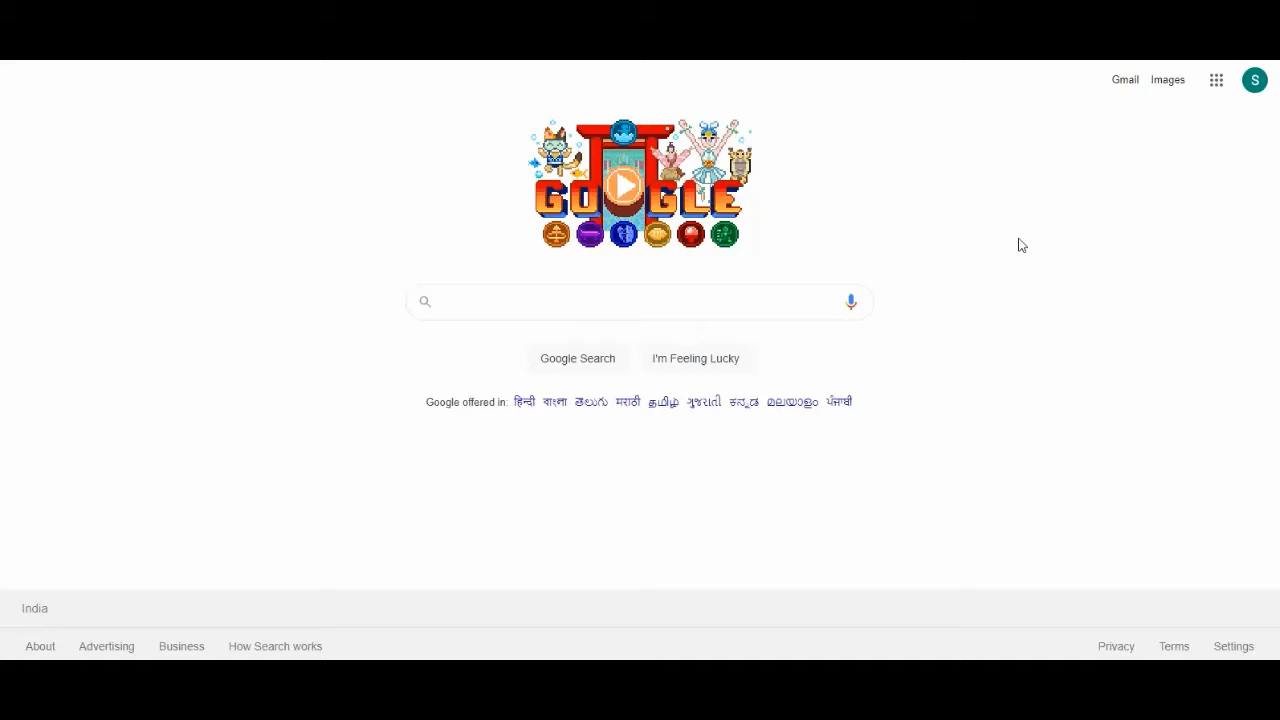 Gmail Images S
GOOGLE
Google Search I'm Feeling Lucky
Google offered in: हिन्दी বাংলা తెలుగు मराठी தமிழ் ગુજરાતી ಕನ್ನಡ മലയാളം ਪੰਜਾਬੀ
India
About Advertising Business How Search works Privacy Terms Settings